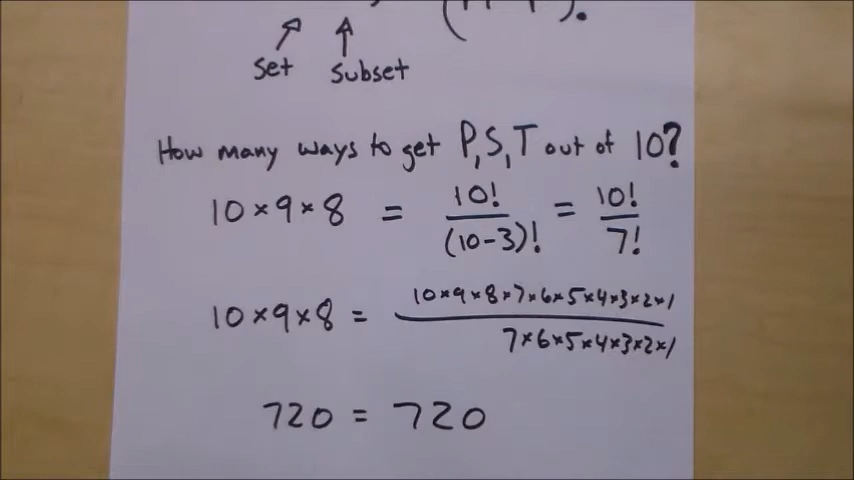 Set Subset
How many ways to get P, S, T out of 10?
10 × 9 × 8 = 10! / (10-3)! = 10! / 7!
10 × 9 × 8 = 10×9×8×7×6×5×4×3×2×1 / 7×6×5×4×3×2×1
720 = 720